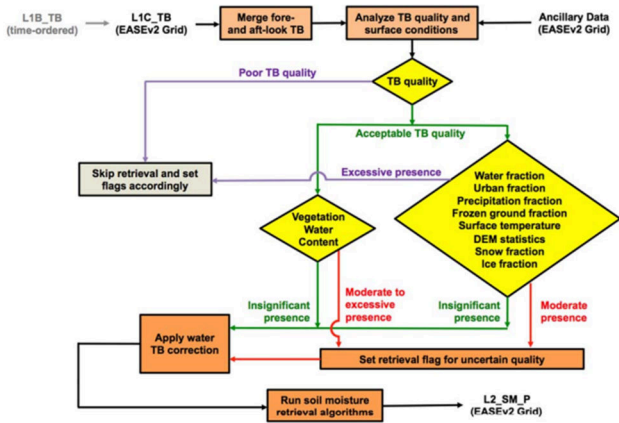 L1B_TB
(time-ordered)
L1C_TB
(EASEv2 Grid)
Merge fore-
and aft-look TB
Analyze TB quality and
surface conditions
Ancillary Data
(EASEv2 Grid)
Poor TB quality
TB quality
Acceptable TB quality
Skip retrieval and set
flags accordingly
Excessive presence
Water fraction
Urban fraction
Precipitation fraction
Frozen ground fraction
Surface temperature
DEM statistics
Snow fraction
Ice fraction
Vegetation
Water
Content
Insignificant
presence
Moderate to
excessive
presence
Insignificant
presence
Moderate
presence
Apply water
TB correction
Set retrieval flag for uncertain quality
Run soil moisture
retrieval algorithms
L2_SM_P
(EASEv2 Grid)